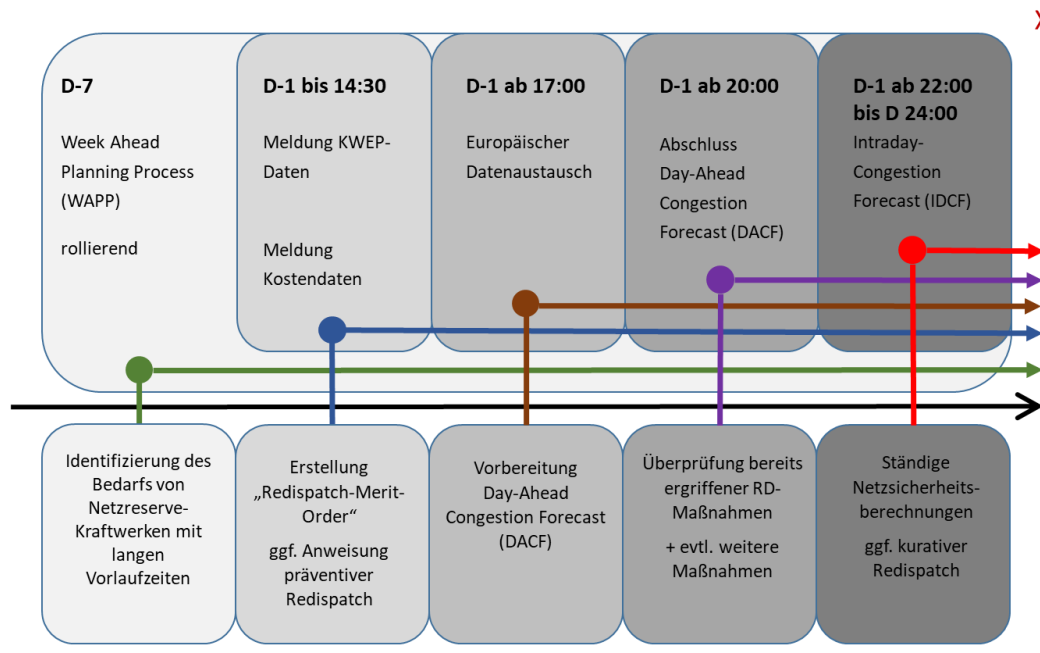 D-7
Week Ahead
Planning Process
(WAPP)
rollierend
D-1 bis 14:30
Meldung KWEP-
Daten
Meldung
Kostendaten
D-1 ab 17:00
Europäischer
Datenaustausch
D-1 ab 20:00
Abschluss
Day-Ahead
Congestion
Forecast (DACF)
D-1 ab 22:00
bis D 24:00
Intraday-
Congestion
Forecast (IDCF)
Identifizierung des
Bedarfs von
Netzreserve-
Kraftwerken mit
langen
Vorlaufzeiten
Erstellung
„Redispatch-Merit-
Order“
ggf. Anweisung
präventiver
Redispatch
Vorbereitung
Day-Ahead
Congestion Forecast
(DACF)
Überprüfung bereits
ergriffener RD-
Maßnahmen
+ evtl. weitere
Maßnahmen
Ständige
Netzsicherheits-
berechnungen
ggf. kurativer
Redispatch